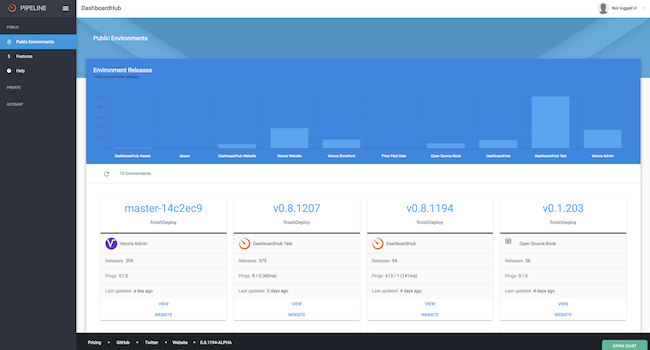 PIPELINE
DashboardHub
Not logged in
PUBLIC
Public Environments
Features
Help
PRIVATE
ACCOUNT
Public Environments
Environment Releases
DashboardHub Assets
DashboardHub Website
Venzra Website
Venzra Storefront
Price Paid Data
Open Source Book
DashboardHub
DashboardHub Test
Venzra Admin
10 Environments
master-14c2ec9
finishDeploy
Venzra Admin
Releases 209
Pings 0 / 0
Last updated a day ago
VIEW
WEBSITE
v0.8.1207
finishDeploy
DashboardHub Test
Releases 579
Pings 9 / 0 (40ms)
Last updated 3 days ago
VIEW
WEBSITE
v0.8.1194
finishDeploy
DashboardHub
Releases 94
Pings 613 / 1 (141ms)
Last updated 4 days ago
VIEW
WEBSITE
v0.1.203
finishDeploy
Open Source Book
Releases 56
Pings 0 / 0
Last updated 4 days ago
VIEW
WEBSITE
Pricing • GitHub • Twitter • Website • 0.8.1194-ALPHA
OPEN CHAT